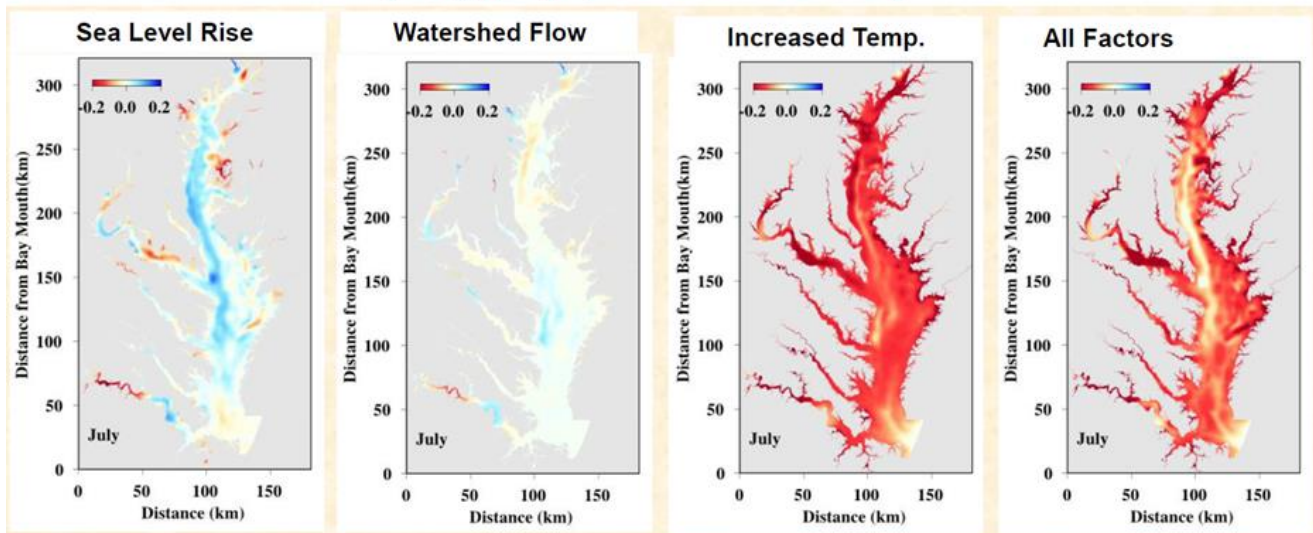 Sea Level Rise
Watershed Flow
Increased Temp.
All Factors
Distance from Bay Mouth(km)
300
250
200
150
100
50
0
-0.2 0.0 0.2
July
0 50 100 150
Distance (km)
Distance from Bay Mouth(km)
300
250
200
150
100
50
0
-0.2 0.0 0.2
July
0 50 100 150
Distance (km)
Distance from Bay Mouth(km)
300
250
200
150
100
50
0
-0.2 0.0 0.2
July
0 50 100 150
Distance (km)
Distance from Bay Mouth(km)
300
250
200
150
100
50
0
-0.2 0.0 0.2
July
0 50 100 150
Distance (km)